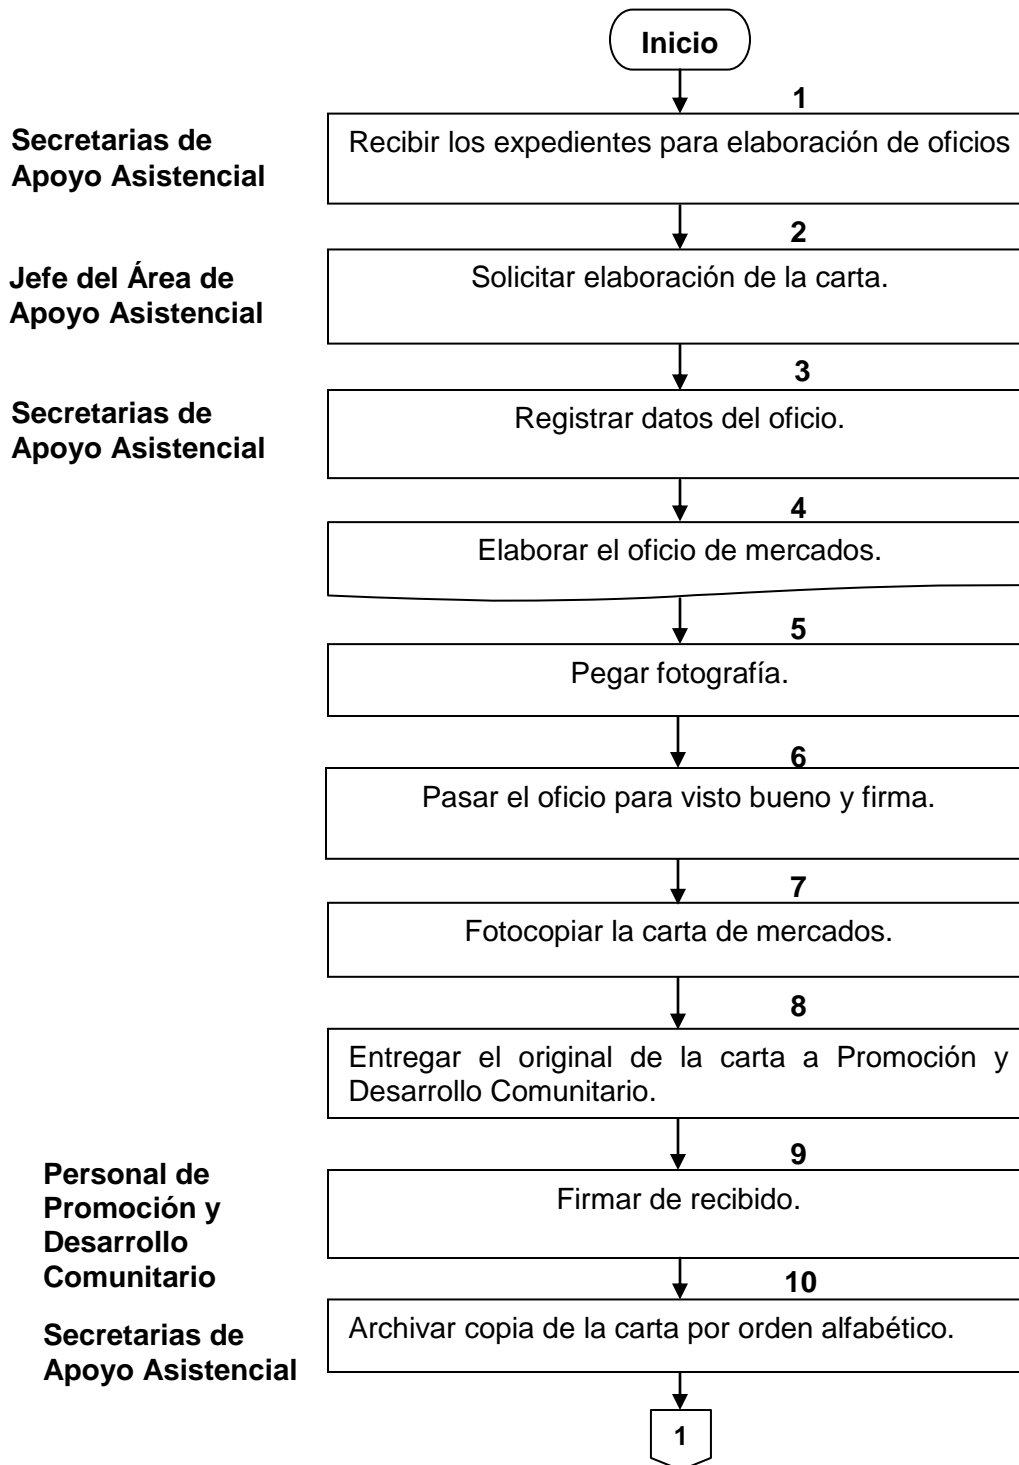 Inicio
1
Secretarias de
Apoyo Asistencial
Recibir los expedientes para elaboración de oficios
2
Jefe del Área de
Apoyo Asistencial
Solicitar elaboración de la carta.
3
Secretarias de
Apoyo Asistencial
Registrar datos del oficio.
4
Elaborar el oficio de mercados.
5
Pegar fotografía.
6
Pasar el oficio para visto bueno y firma.
7
Fotocopiar la carta de mercados.
8
Entregar el original de la carta a Promoción y
Desarrollo Comunitario.
9
Personal de
Promoción y
Desarrollo
Comunitario
Firmar de recibido.
10
Secretarias de
Apoyo Asistencial
Archivar copia de la carta por orden alfabético.
1